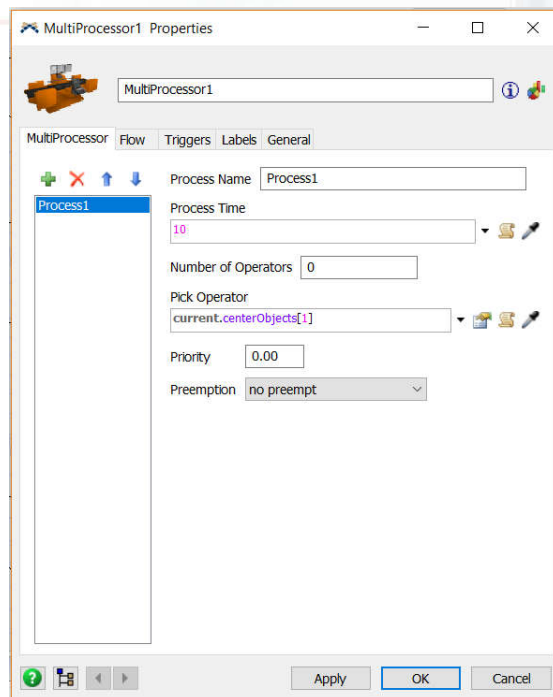 MultiProcessor1 Properties
MultiProcessor1
MultiProcessor Flow Triggers Labels General
Process1
Process Name Process1
Process Time
10
Number of Operators 0
Pick Operator
current.centerObjects[1]
Priority 0.00
Preemption no preempt
Apply OK Cancel